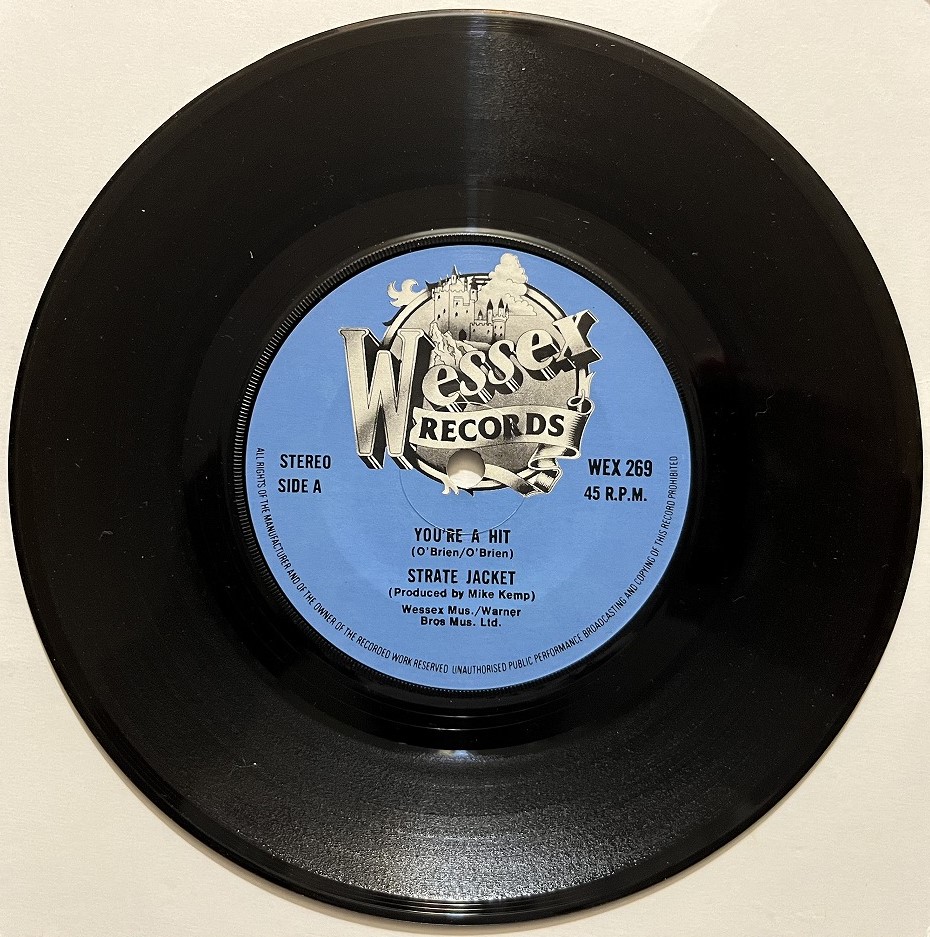 Wessex
RECORDS
STEREO
SIDE A
WEX 269
45 R.P.M.
YOU'RE A HIT
(O'Brien/O'Brien)
STRATE JACKET
(Produced by Mike Kemp)
Wessex Mus./Warner
Bros Mus. Ltd.
ALL RIGHTS OF THE MANUFACTURER AND OF THE OWNER OF THE RECORDED WORK RESERVED UNAUTHORISED PUBLIC PERFORMANCE BROADCASTING AND COPYING OF THIS RECORD PROHIBITED